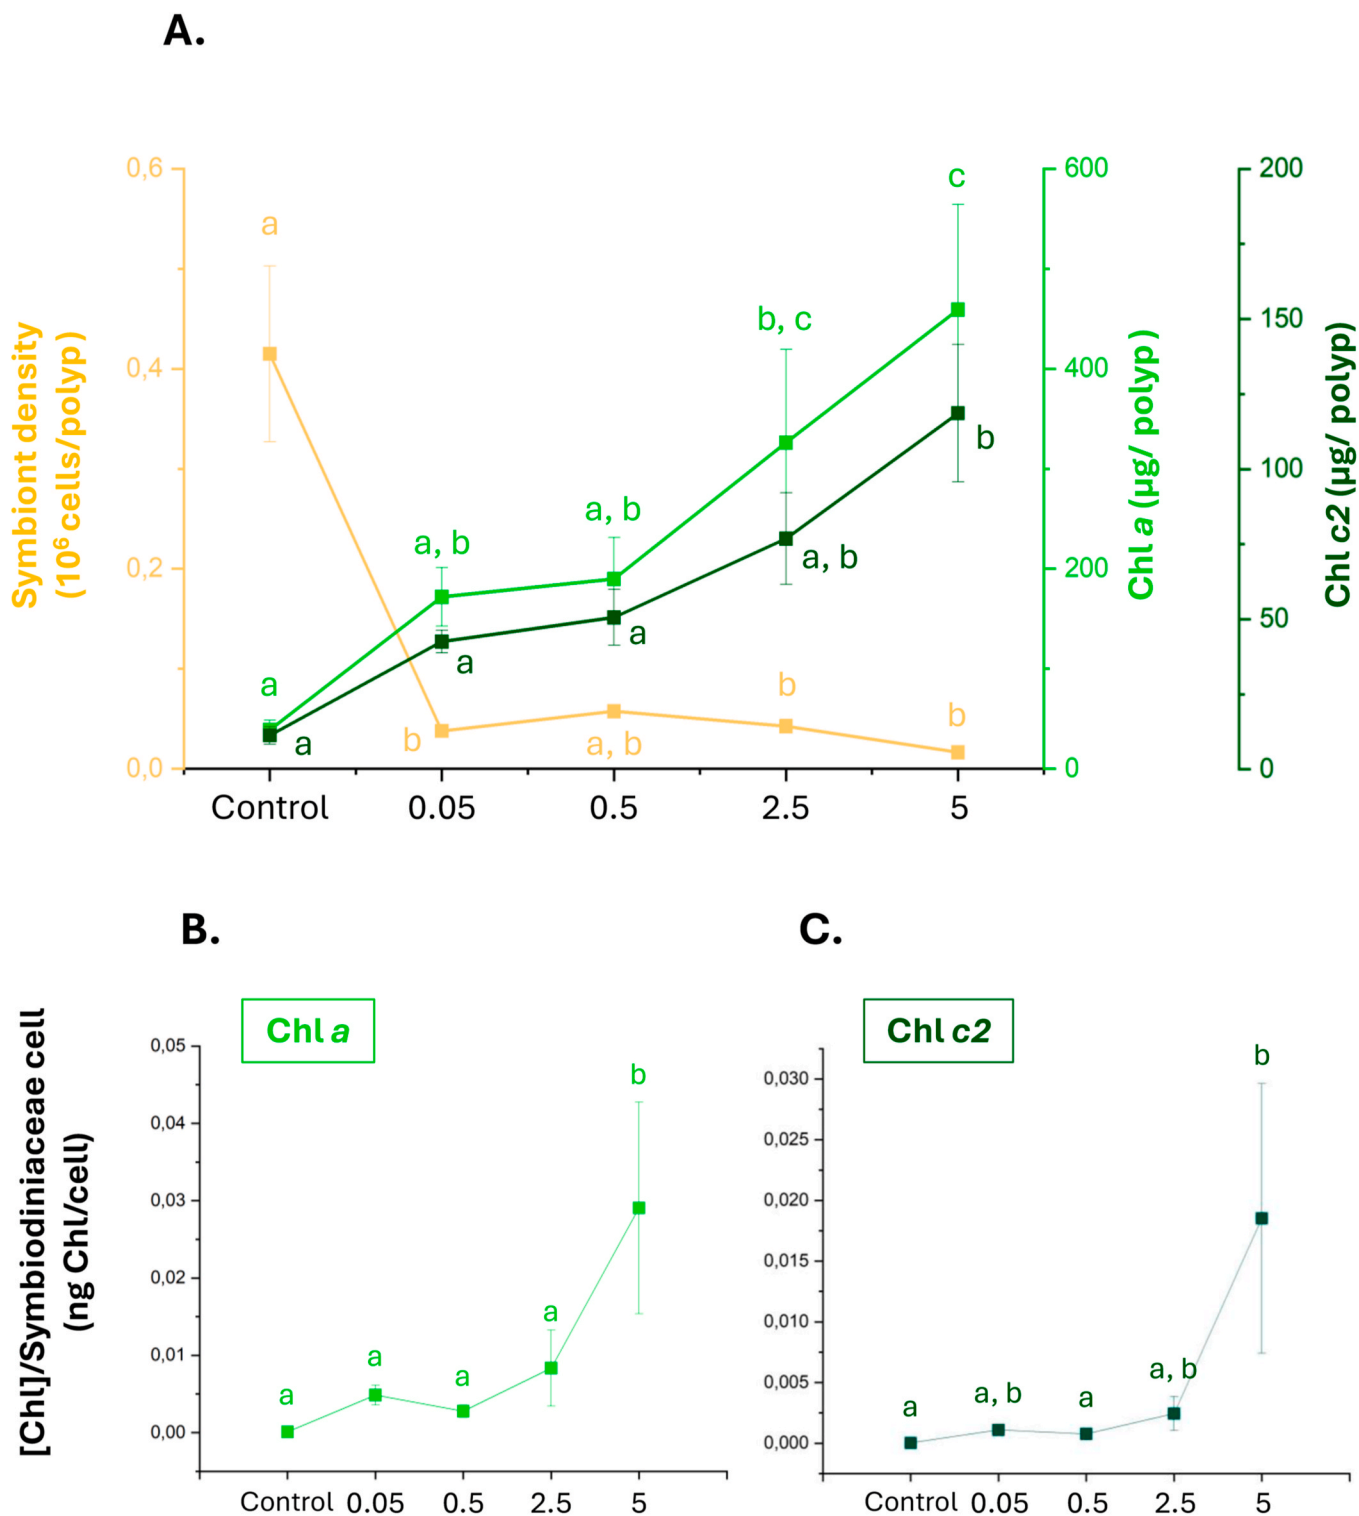 A.
0,6
0,4
0,2
0,0
Symbiont density
(10⁶ cells/polyp)
a
b
a, b
b
b
a
a, b
a, b
b, c
c
a
a
a
a, b
b
600
400
200
0
Chl a (µg/ polyp )
200
150
100
50
0
Chl c2 (µg/ polyp)
Control 0.05 0.5 2.5 5
B.
Chl a
[Chl]/Symbiodiniaceae cell
(ng Chl/cell)
0,05
0,04
0,03
0,02
0,01
0,00
a
a
a
a
b
Control 0.05 0.5 2.5 5
C.
Chl c2
0,030
0,025
0,020
0,015
0,010
0,005
0,000
a
a, b
a
a, b
b
Control 0.05 0.5 2.5 5